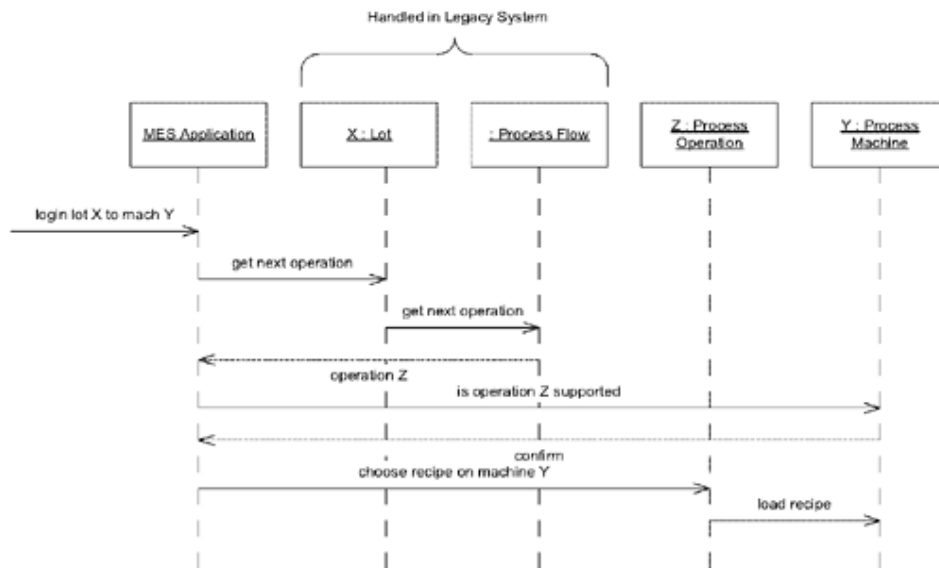 Handled in Legacy System
MES Application
X : Lot
: Process Flow
Z : Process
Operation
Y : Process
Machine
login lot X to mach Y
get next operation
get next operation
operation Z
is operation Z supported
confirm
choose recipe on machine Y
load recipe